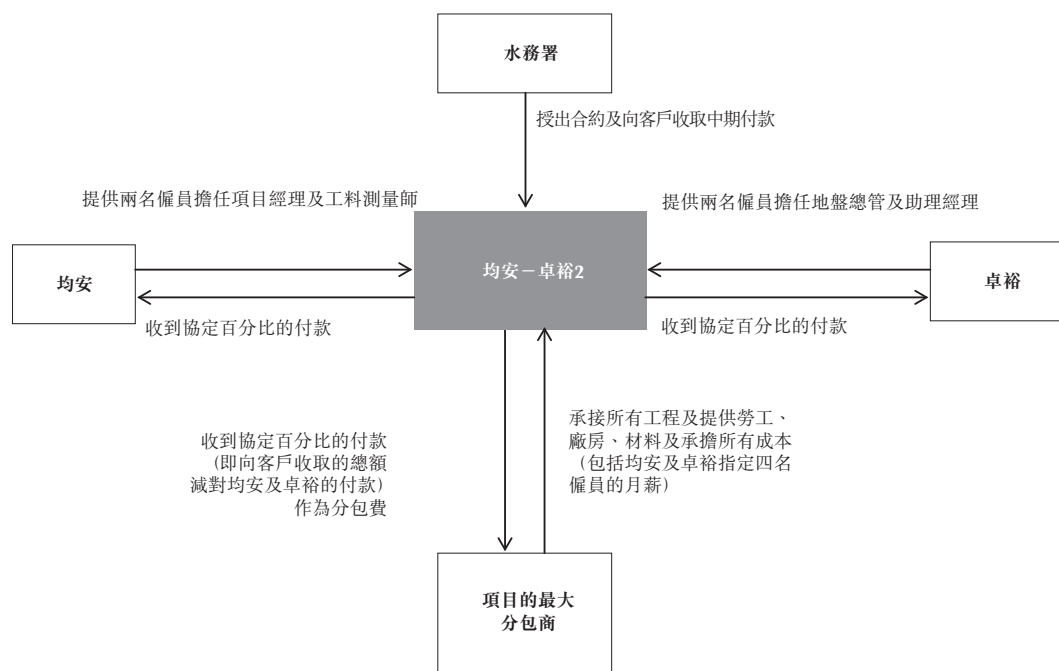 水務署
授出合約及向客戶收取中期付款
提供兩名僱員擔任項目經理及工料測量師
提供兩名僱員擔任地盤總管及助理經理
均安
均安－卓裕2
卓裕
收到協定百分比的付款
收到協定百分比的付款
收到協定百分比的付款
（即向客戶收取的總額
減對均安及卓裕的付款）
作為分包費
承接所有工程及提供勞工、
廠房、材料及承擔所有成本
（包括均安及卓裕指定四名
僱員的月薪）
項目的最大
分包商